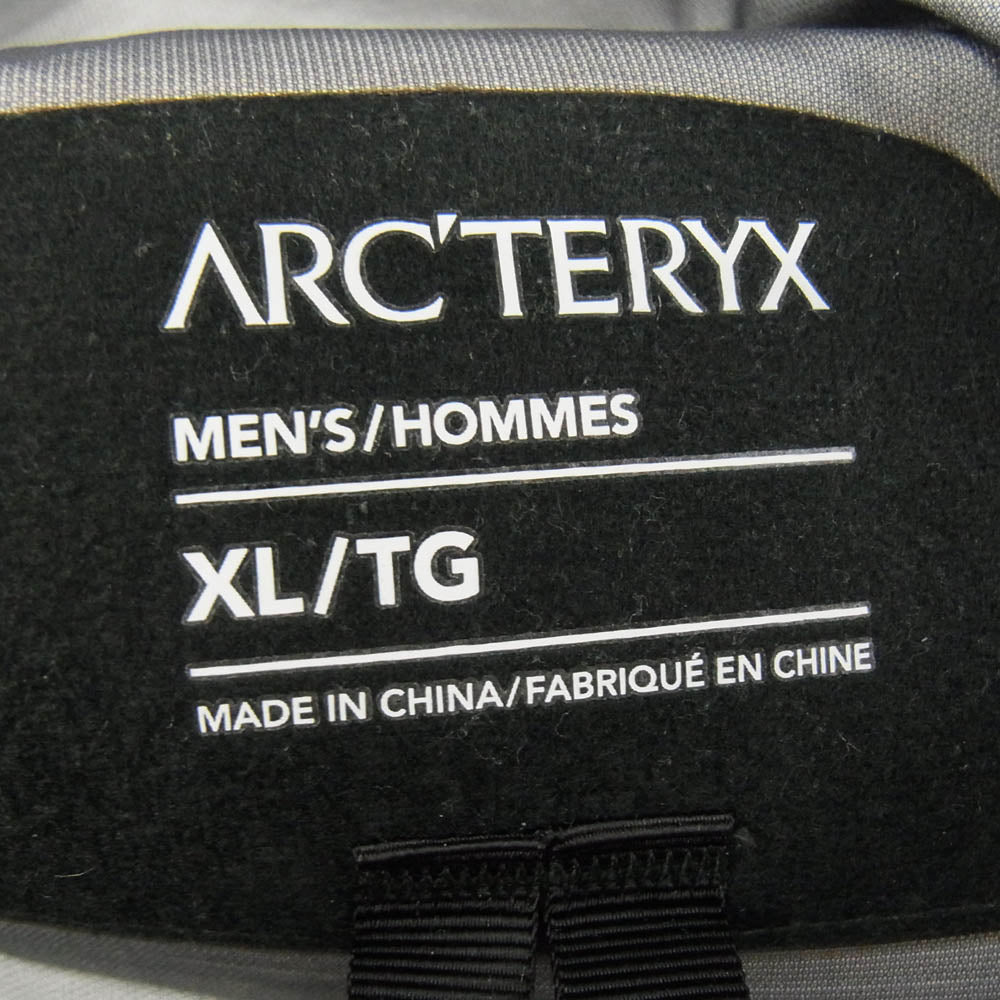 ARC'TERYX
MEN'S/HOMMES
XL/TG
MADE IN CHINA/FABRIQUÉ EN CHINE